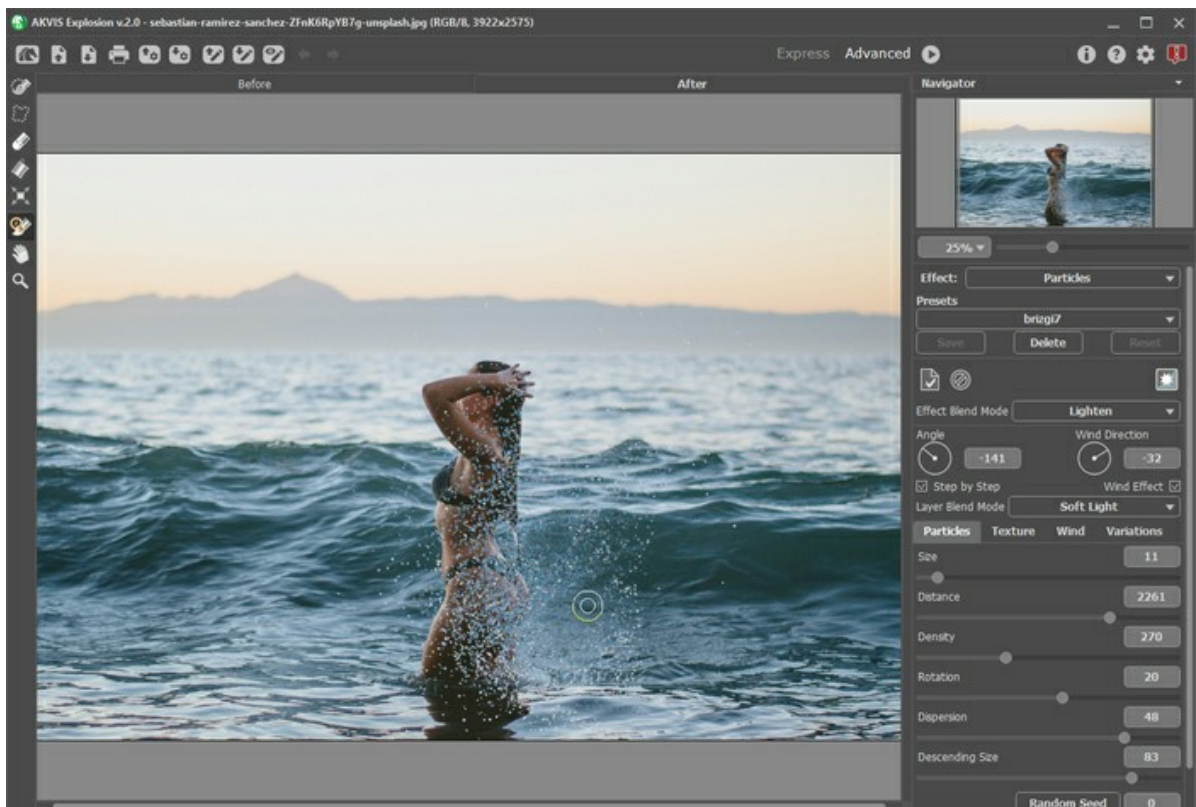 AKVIS Explosion v.2.0 - sebastian-ramirez-sanchez-ZFnK6RpYB7g-unsplash.jpg (RGB/8, 3922x2575)
Express Advanced
Before After
Navigator
25%
Effect: Particles
Presets
brizgi7
Save Delete Reset
Effect Blend Mode Lighten
Angle Wind Direction
-141 -32
Step by Step Wind Effect
Layer Blend Mode Soft Light
Particles Texture Wind Variations
Size 11
Distance 2261
Density 270
Rotation 20
Dispersion 48
Descending Size 83
Random Seed 0